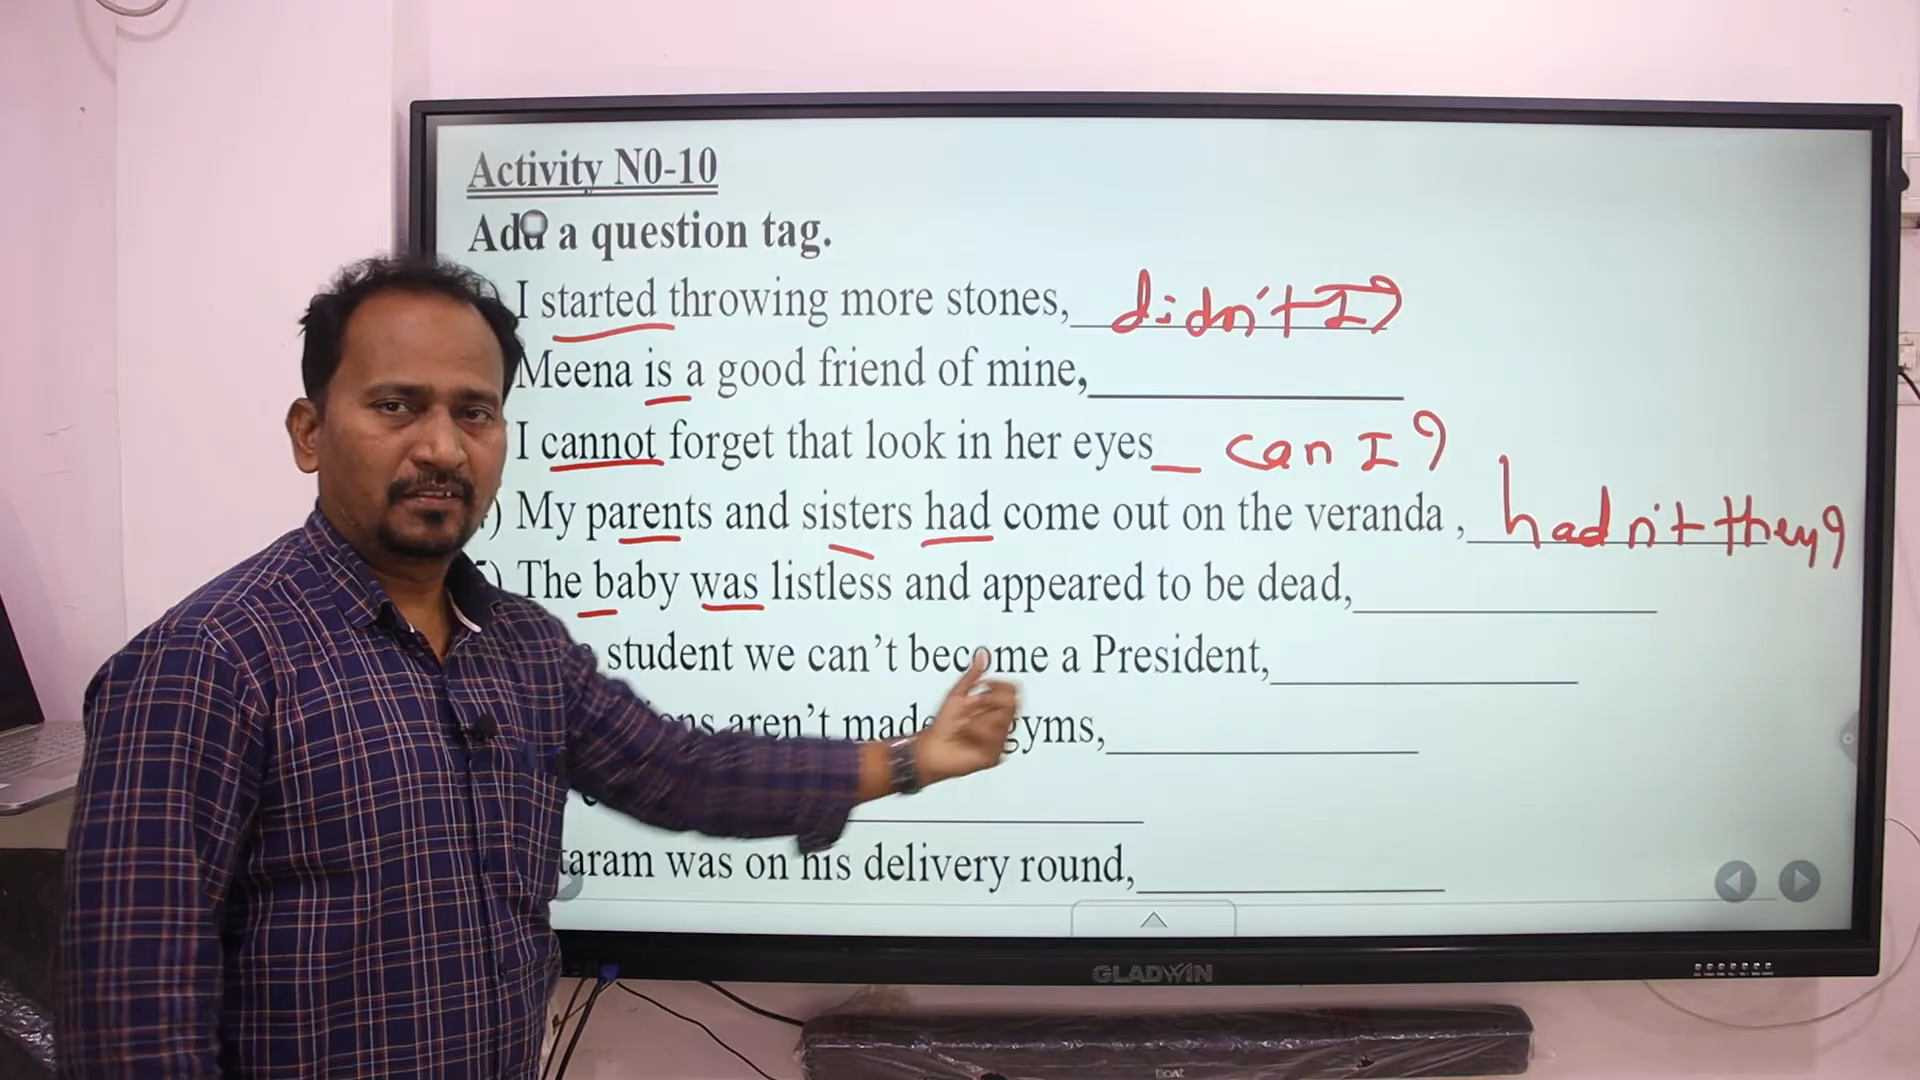 Activity N0-10
Add a question tag.
I started throwing more stones, didn't I?
Meena is a good friend of mine,
I cannot forget that look in her eyes can I?
) My parents and sisters had come out on the veranda , hadn't they?
) The baby was listless and appeared to be dead,
student we can't become a President,
aren't made gyms,
taram was on his delivery round,
GLADWIN
boAt